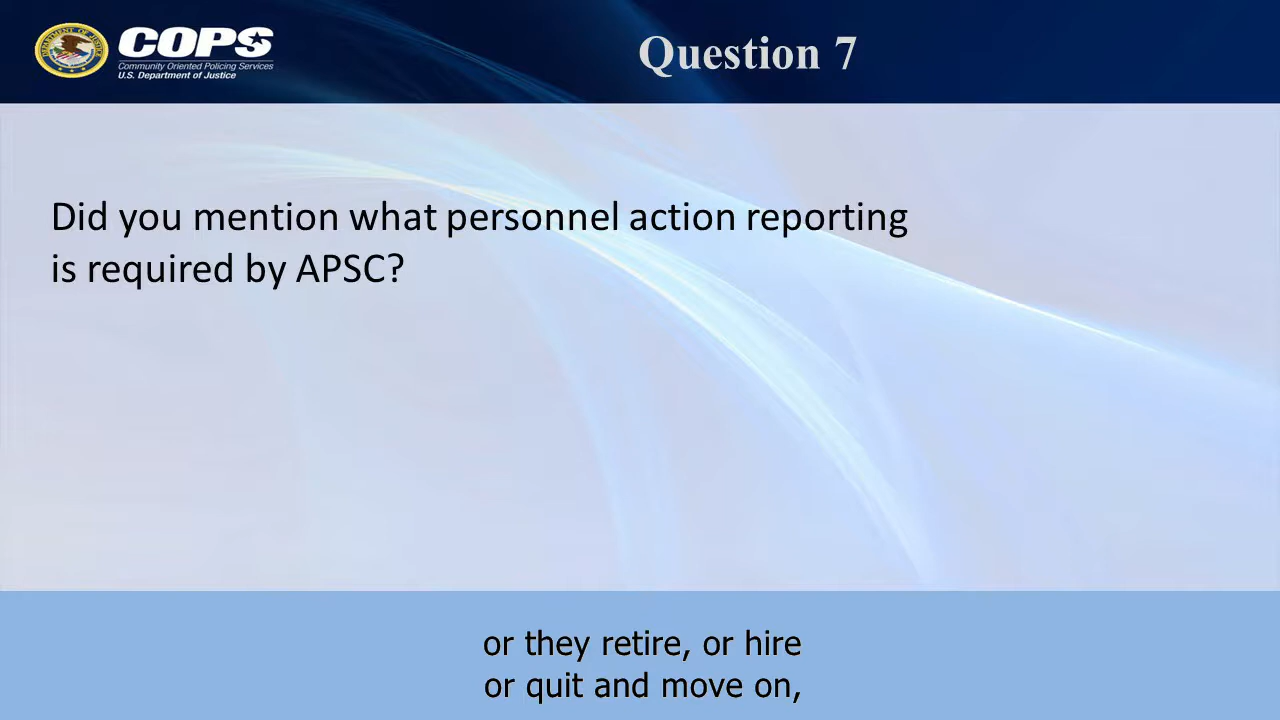 COPS
Community Oriented Policing Services
U.S. Department of Justice
Question 7
Did you mention what personnel action reporting
is required by APSC?
or they retire, or hire
or quit and move on,